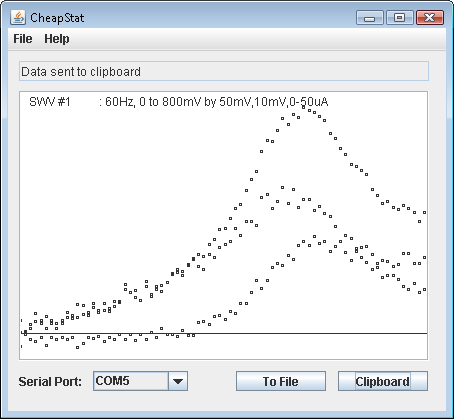 CheapStat
File Help
Data sent to clipboard
SWV #1 : 60Hz, 0 to 800mV by 50mV,10mV,0-50uA
Serial Port: COM5 To File Clipboard